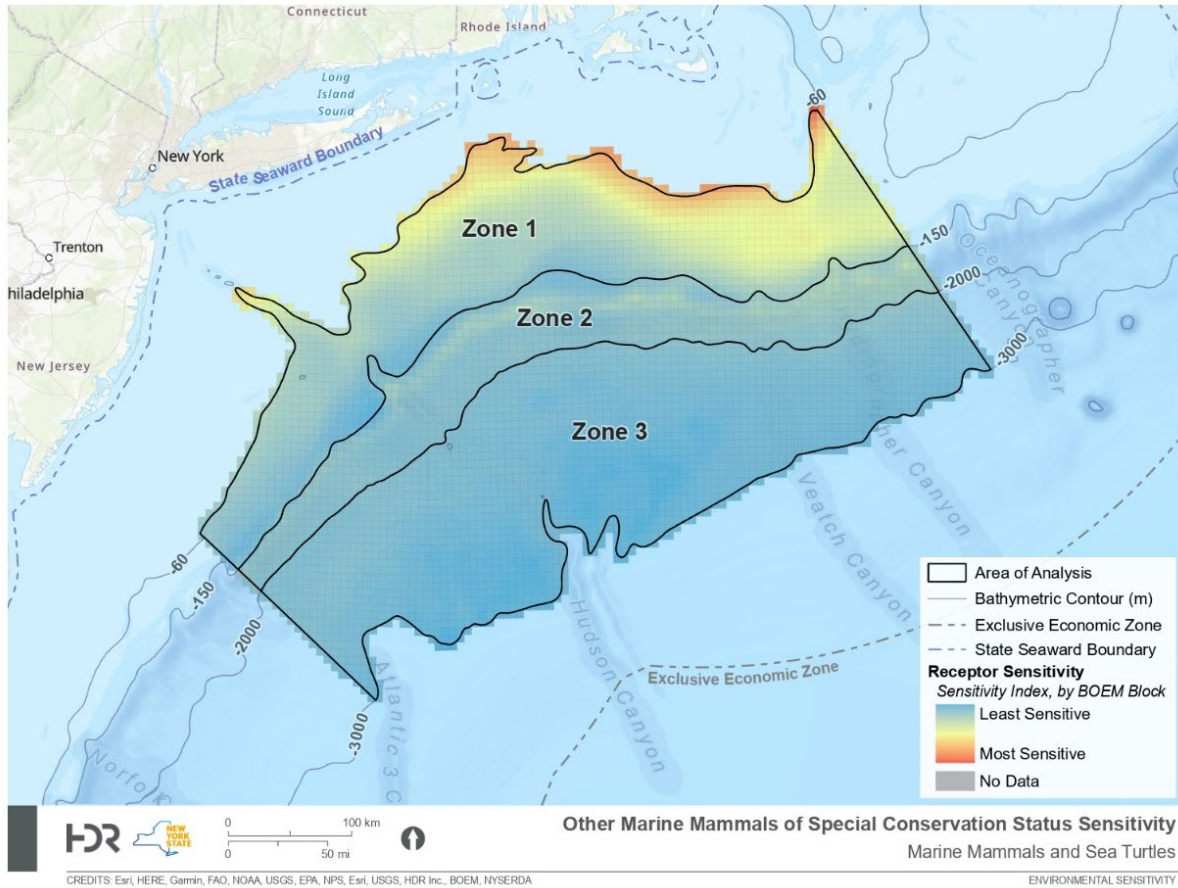 Connecticut
Rhode Island
Long
Island
Sound
-60
New York
State Seaward Boundary
Zone 1
-150
Oceanographer
Canyon
Trenton
-2000
hiladelphia
Zone 2
-3000
New Jersey
Zone 3
Canyon
Veatch Canyon
-60
-150
-2000
Hudson Canyon
Exclusive Economic Zone
Atlantic 3 C
-3000
Norfol
Area of Analysis
Bathymetric Contour (m)
Exclusive Economic Zone
State Seaward Boundary
Receptor Sensitivity
Sensitivity Index, by BOEM Block
Least Sensitive
Most Sensitive
No Data
HDR
NEW
YORK
STATE
0 100 km
0 50 mi
Other Marine Mammals of Special Conservation Status Sensitivity
Marine Mammals and Sea Turtles
CREDITS: Esri, HERE, Garmin, FAO, NOAA, USGS, EPA, NPS, Esri, USGS, HDR Inc., BOEM, NYSERDA
ENVIRONMENTAL SENSITIVITY